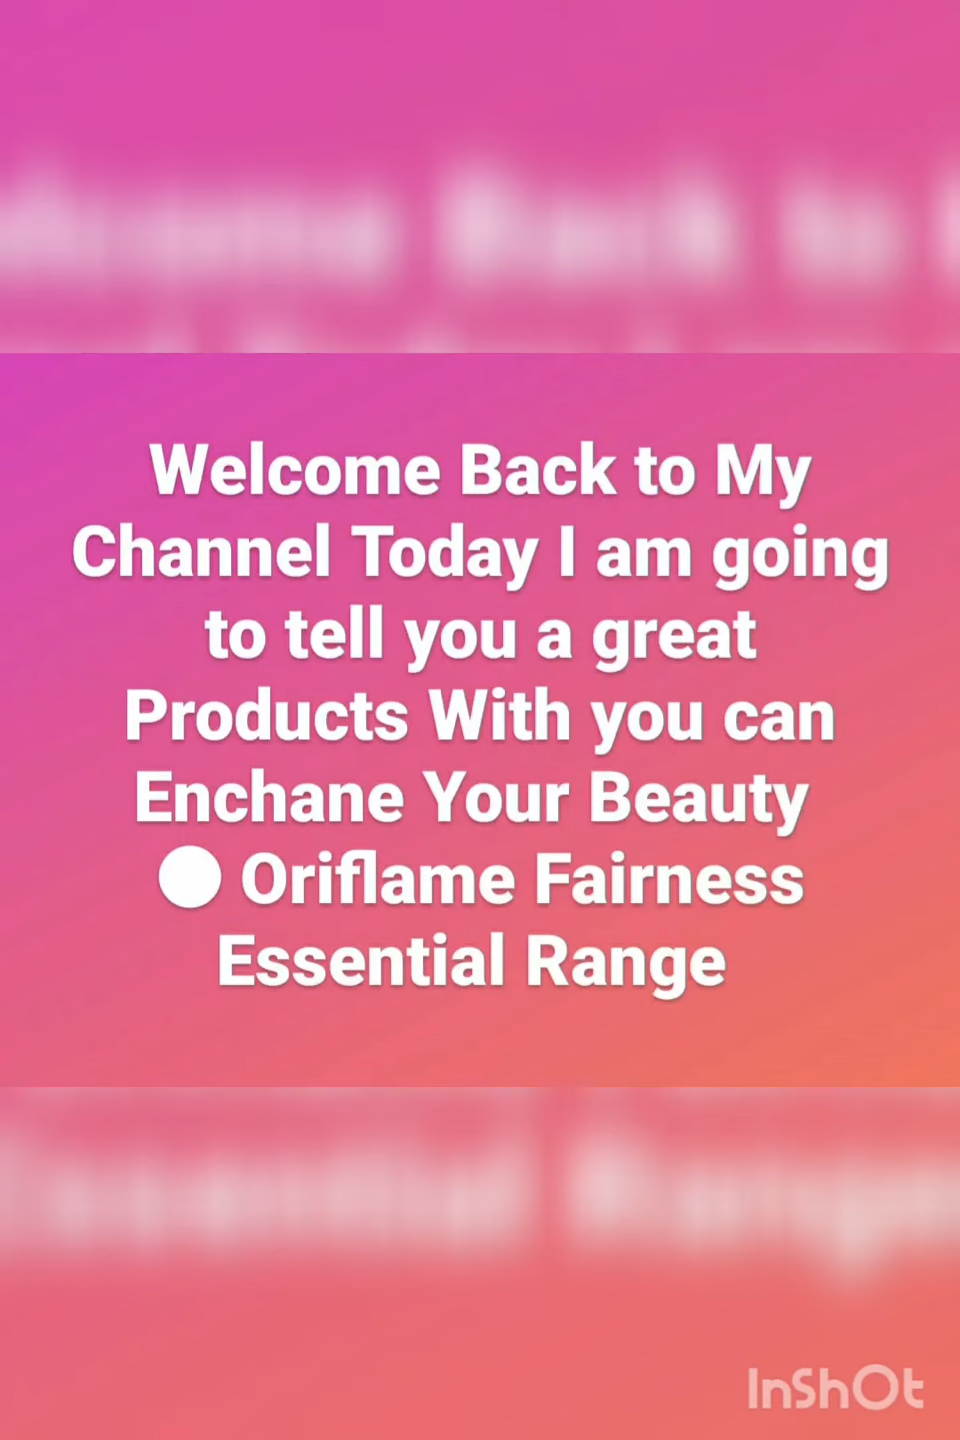 Welcome Back to My
Channel Today I am going
to tell you a great
Products With you can
Enchane Your Beauty
● Oriflame Fairness
Essential Range
InShOt